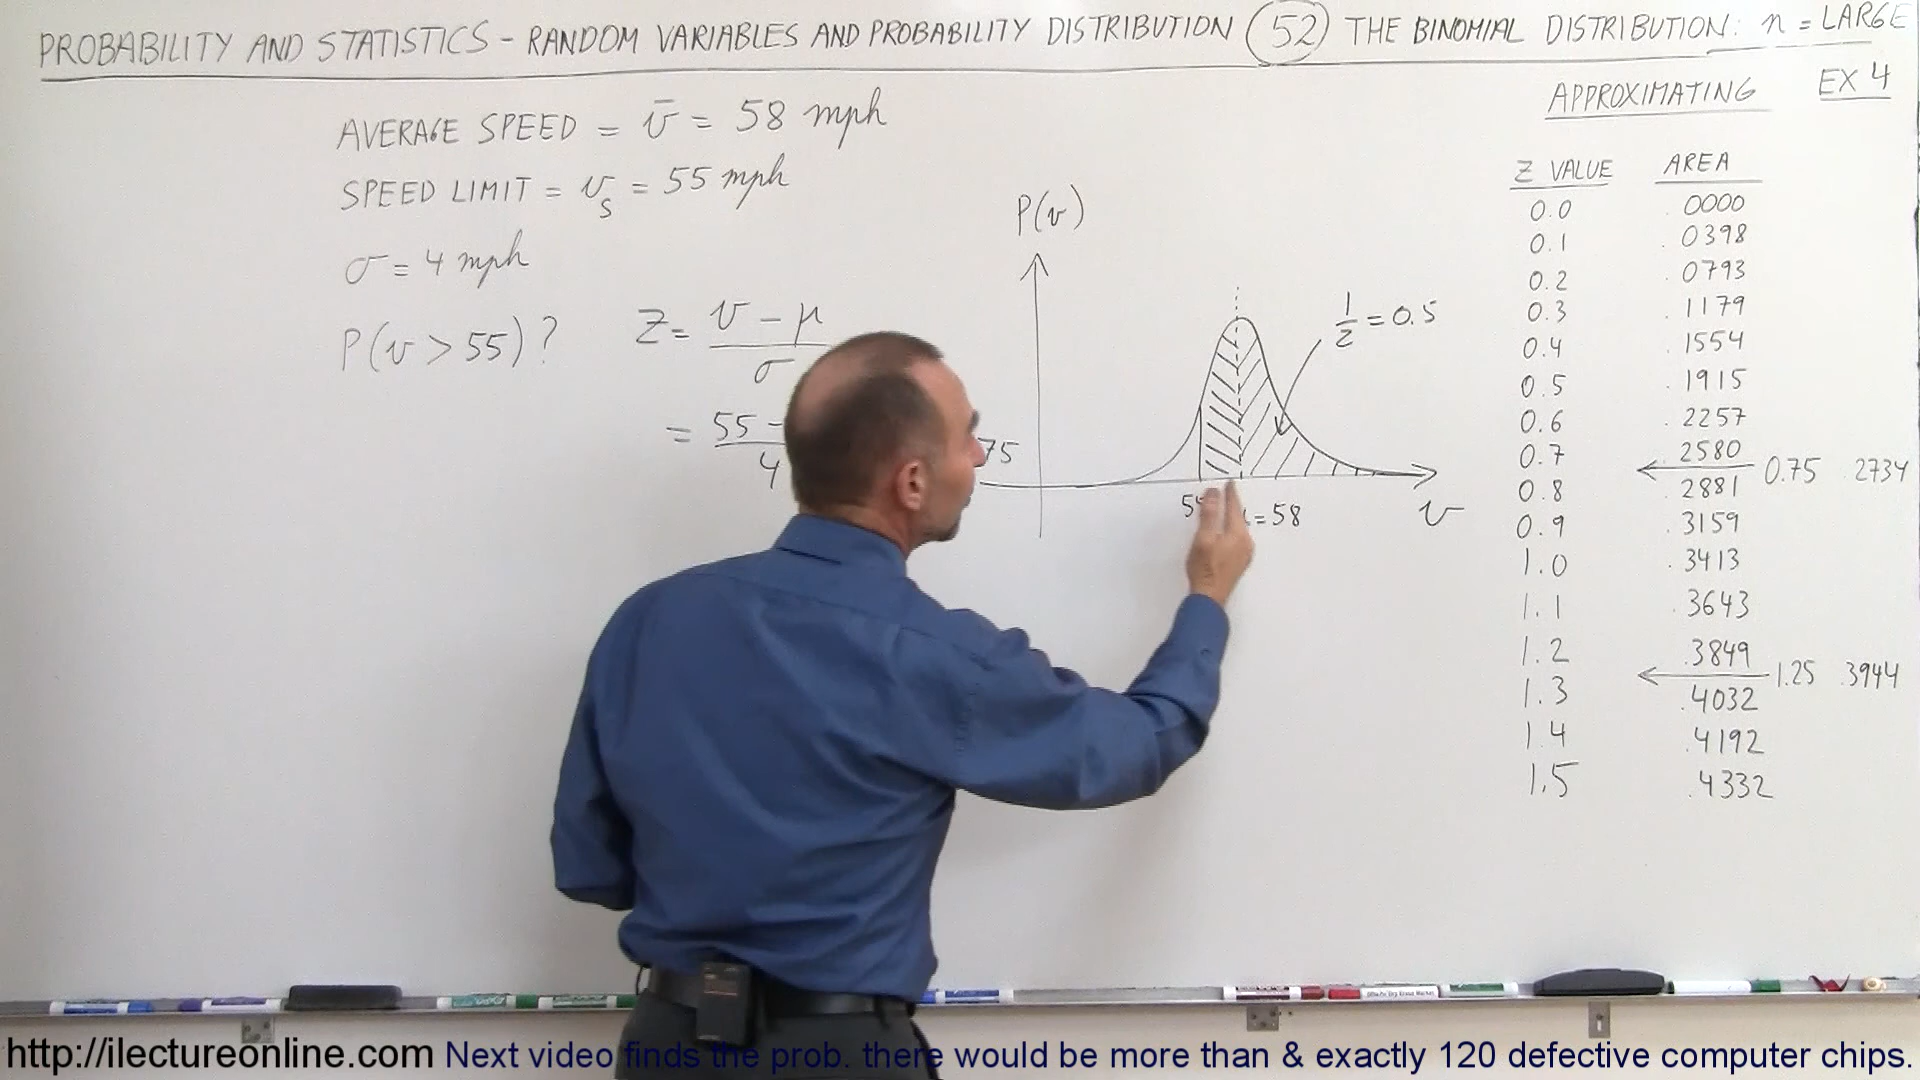 PROBABILITY AND STATISTICS - RANDOM VARIABLES AND PROBABILITY DISTRIBUTION (52) THE BINOMIAL DISTRIBUTION: n = LARGE
APPROXIMATING EX 4
AVERAGE SPEED = v̄ = 58 mph
SPEED LIMIT = v_s = 55 mph
σ = 4 mph
P(v > 55)?
Z = (v - μ) / σ
= 55 - / 4
75
P(v)
1/2 = 0.5
= 58
v
Z VALUE AREA
0.0 .0000
0.1 .0398
0.2 .0793
0.3 .1179
0.4 .1554
0.5 .1915
0.6 .2257
0.7 .2580
0.75 .2734
0.8 .2881
0.9 .3159
1.0 .3413
1.1 .3643
1.2 .3849
1.25 .3944
1.3 .4032
1.4 .4192
1.5 .4332
http://ilectureonline.com Next video finds the prob. there would be more than & exactly 120 defective computer chips.